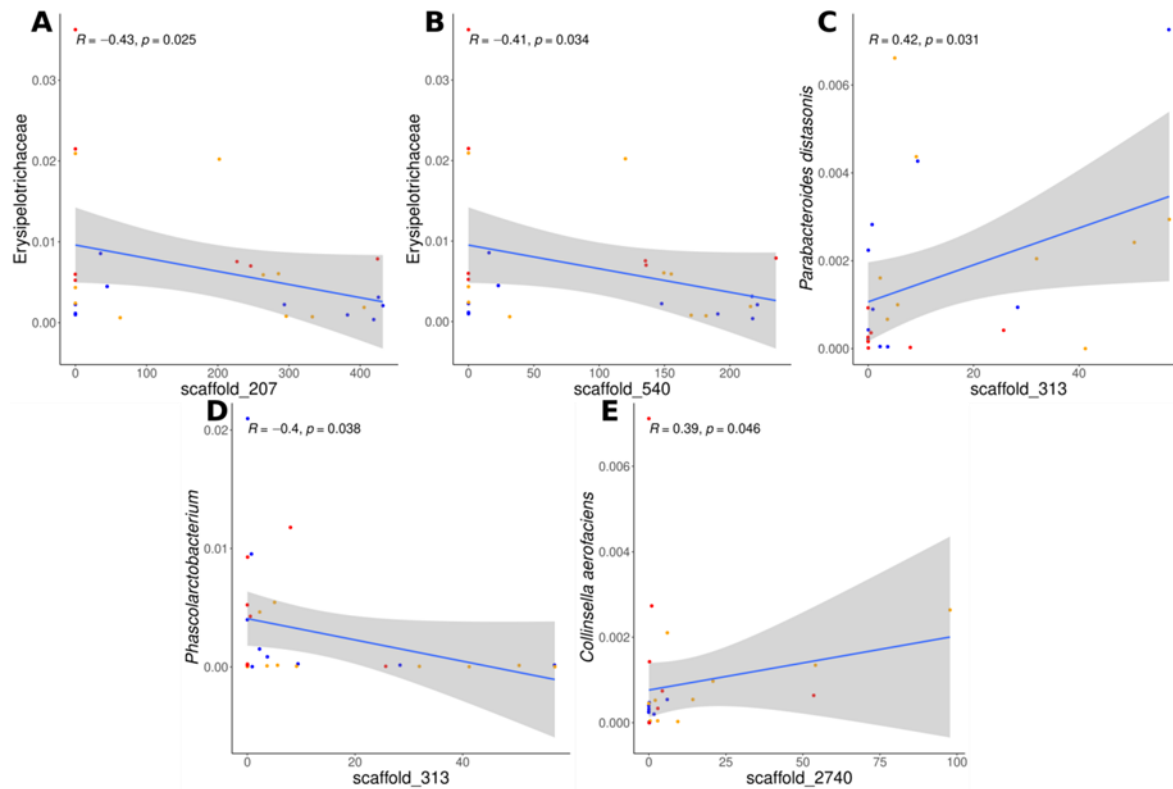 A
R = −0.43, p = 0.025
Erysipelotrichaceae
0.03
0.02
0.01
0.00
0
100
200
300
400
scaffold_207
B
R = −0.41, p = 0.034
Erysipelotrichaceae
0.03
0.02
0.01
0.00
0
50
100
150
200
scaffold_540
C
R = 0.42, p = 0.031
Parabacteroides distasonis
0.006
0.004
0.002
0.000
0
20
40
scaffold_313
D
R = −0.4, p = 0.038
Phascolarctobacterium
0.02
0.01
0.00
0
20
40
scaffold_313
E
R = 0.39, p = 0.046
Collinsella aerofaciens
0.006
0.004
0.002
0.000
0
25
50
75
100
scaffold_2740